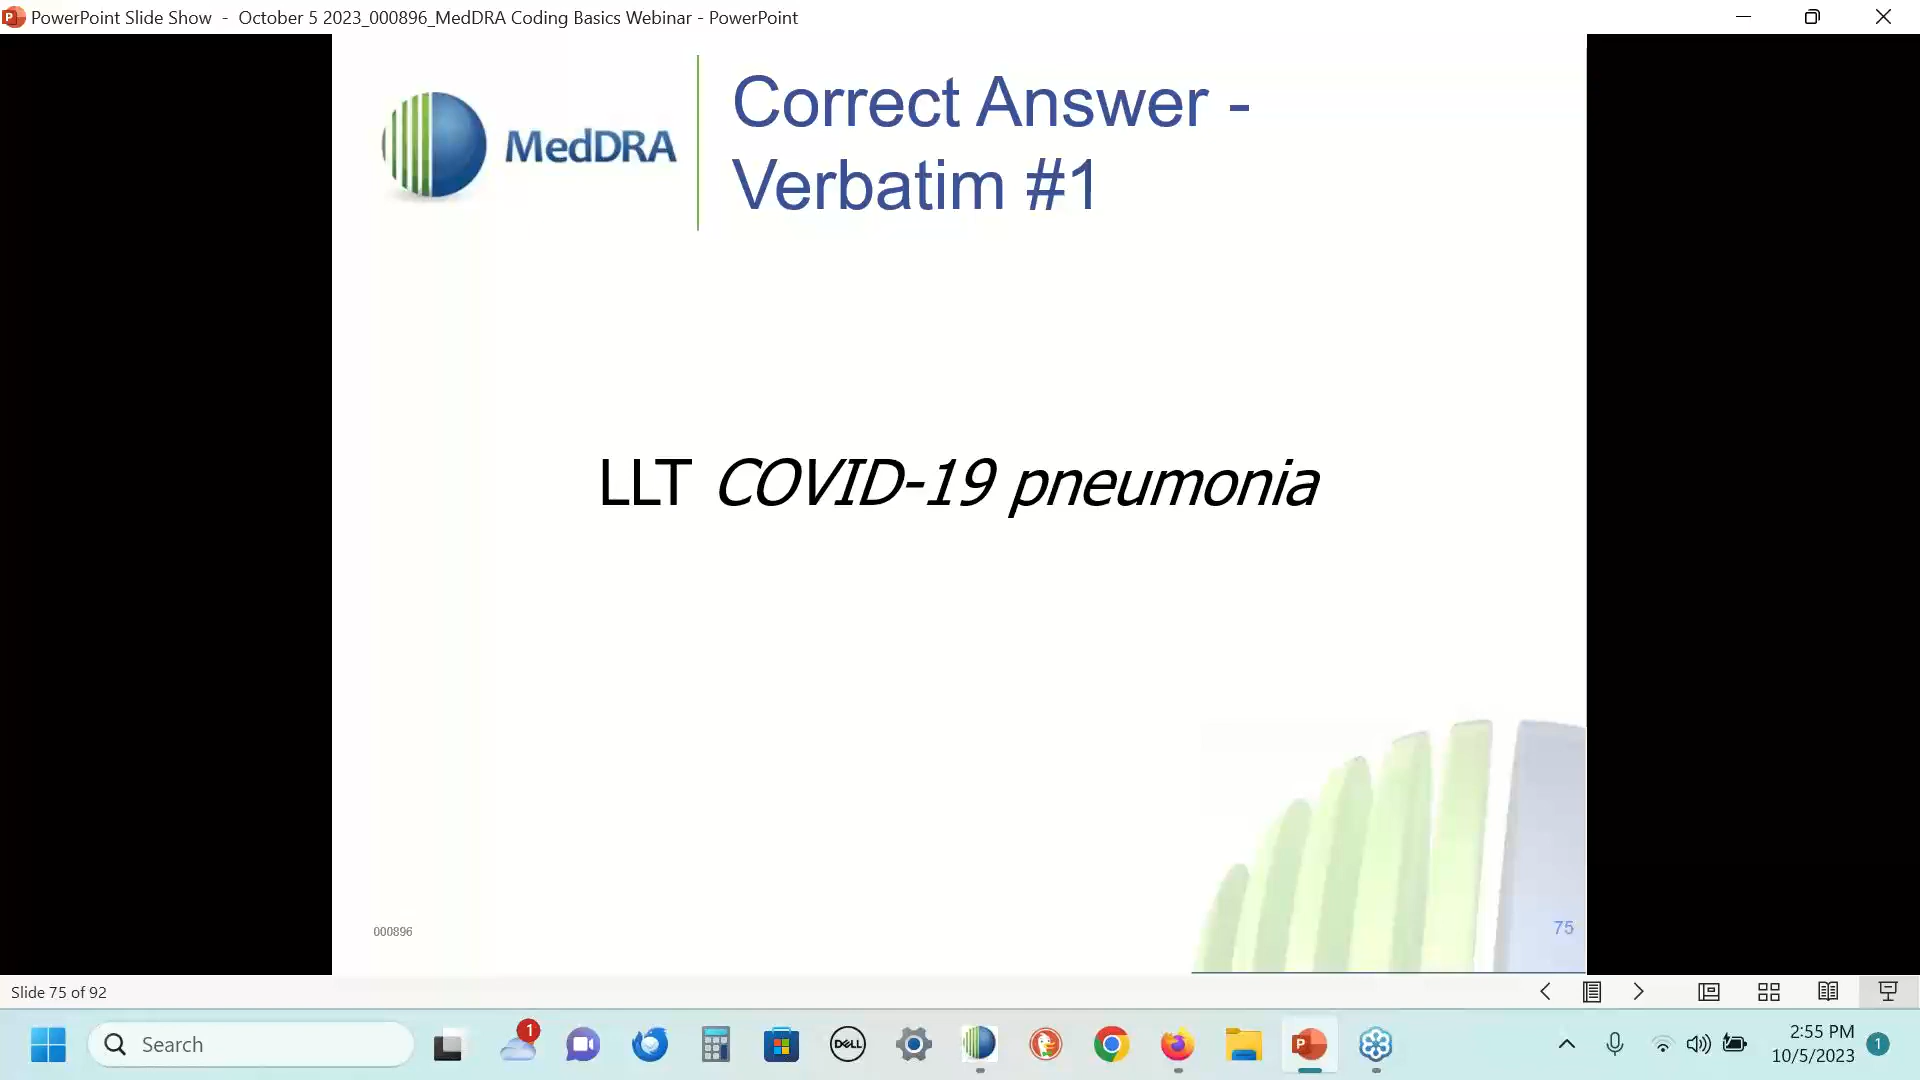 PowerPoint Slide Show - October 5 2023_000896_MedDRA Coding Basics Webinar - PowerPoint
MedDRA
Correct Answer -
Verbatim #1
LLT COVID-19 pneumonia
000896
75
Slide 75 of 92
Search
1
DELL
2:55 PM
10/5/2023
1